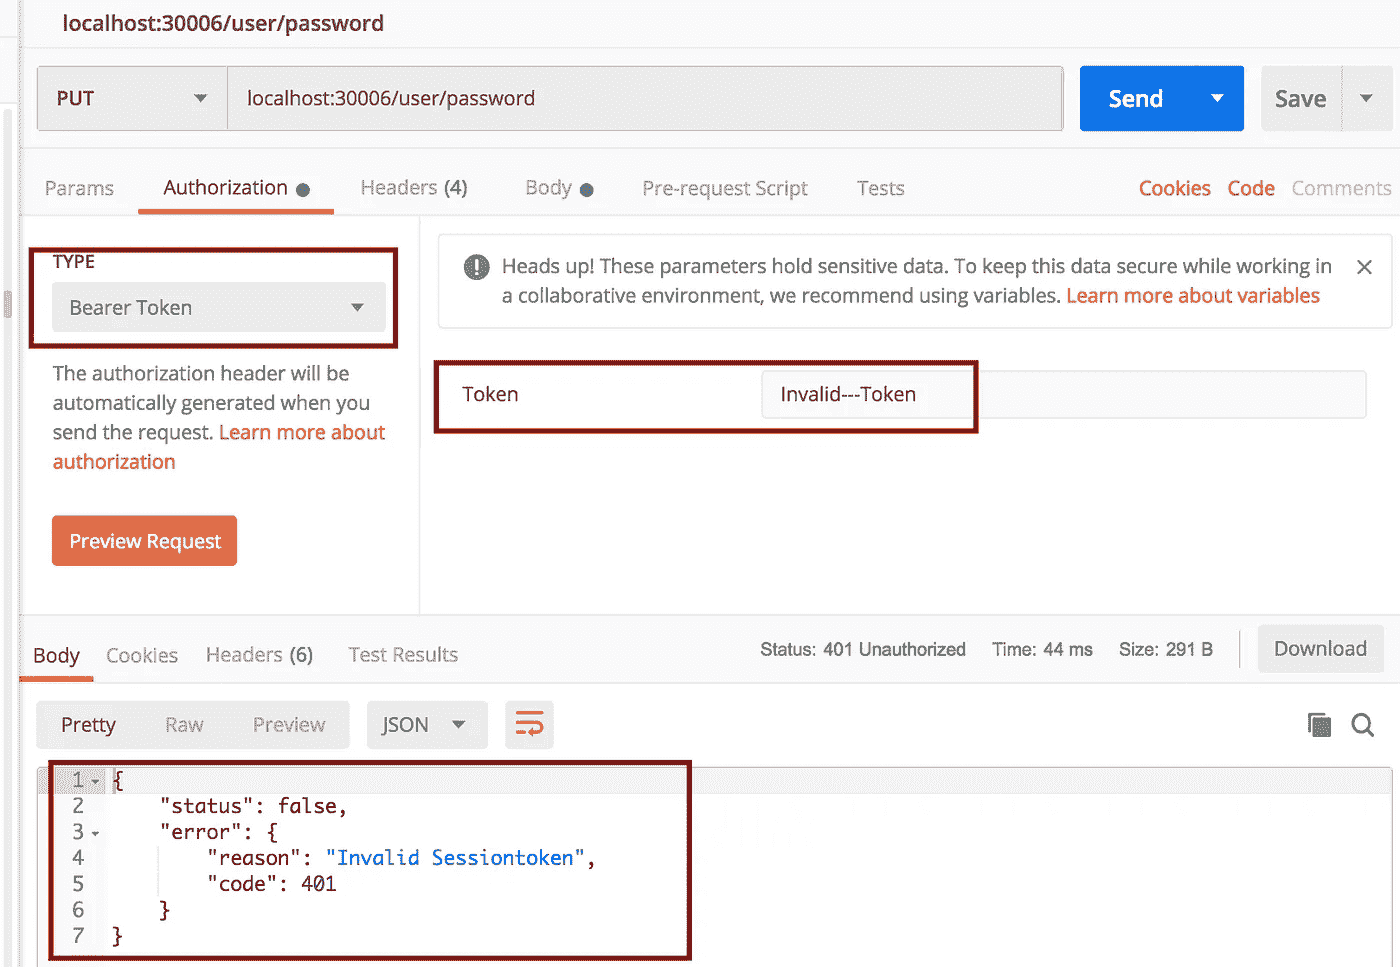 localhost:30006/user/password
PUT localhost:30006/user/password Send Save
Params Authorization Headers (4) Body Pre-request Script Tests Cookies Code Comments
TYPE
Bearer Token
The authorization header will be
automatically generated when you
send the request. Learn more about
authorization
Preview Request
Heads up! These parameters hold sensitive data. To keep this data secure while working in
a collaborative environment, we recommend using variables. Learn more about variables
Token Invalid---Token
Body Cookies Headers (6) Test Results Status: 401 Unauthorized Time: 44 ms Size: 291 B Download
Pretty Raw Preview JSON
1 {
2 "status": false,
3 "error": {
4 "reason": "Invalid Sessiontoken",
5 "code": 401
6 }
7 }